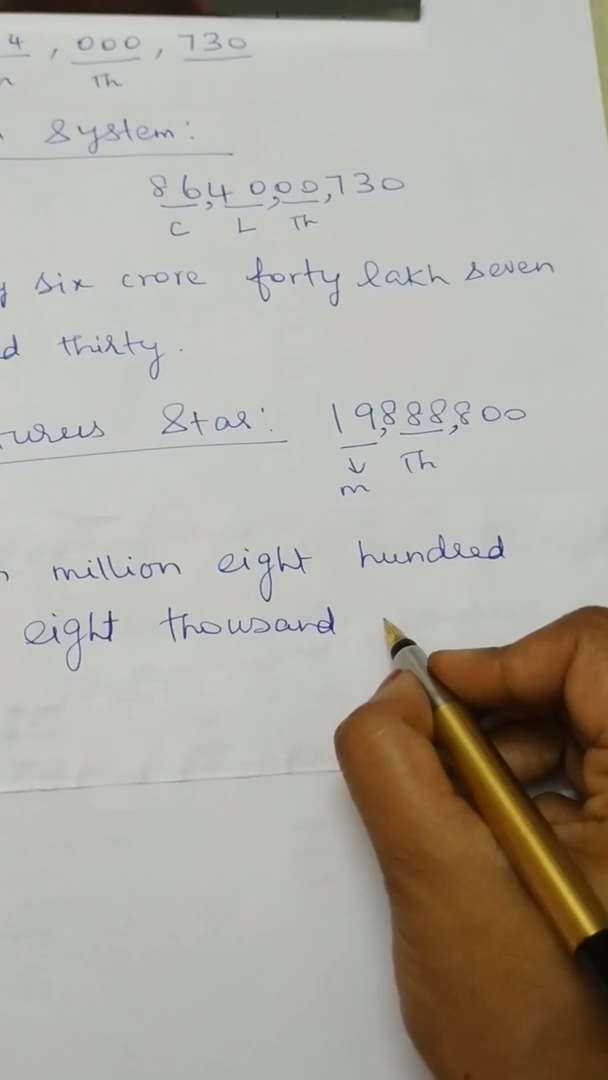 4, 000, 730
Th
System:
86,40,00,730
C L Th
six crore forty lakh seven
d thirty.
Star: 19,888,800
↓ Th
m
million eight hundred
eight thousand